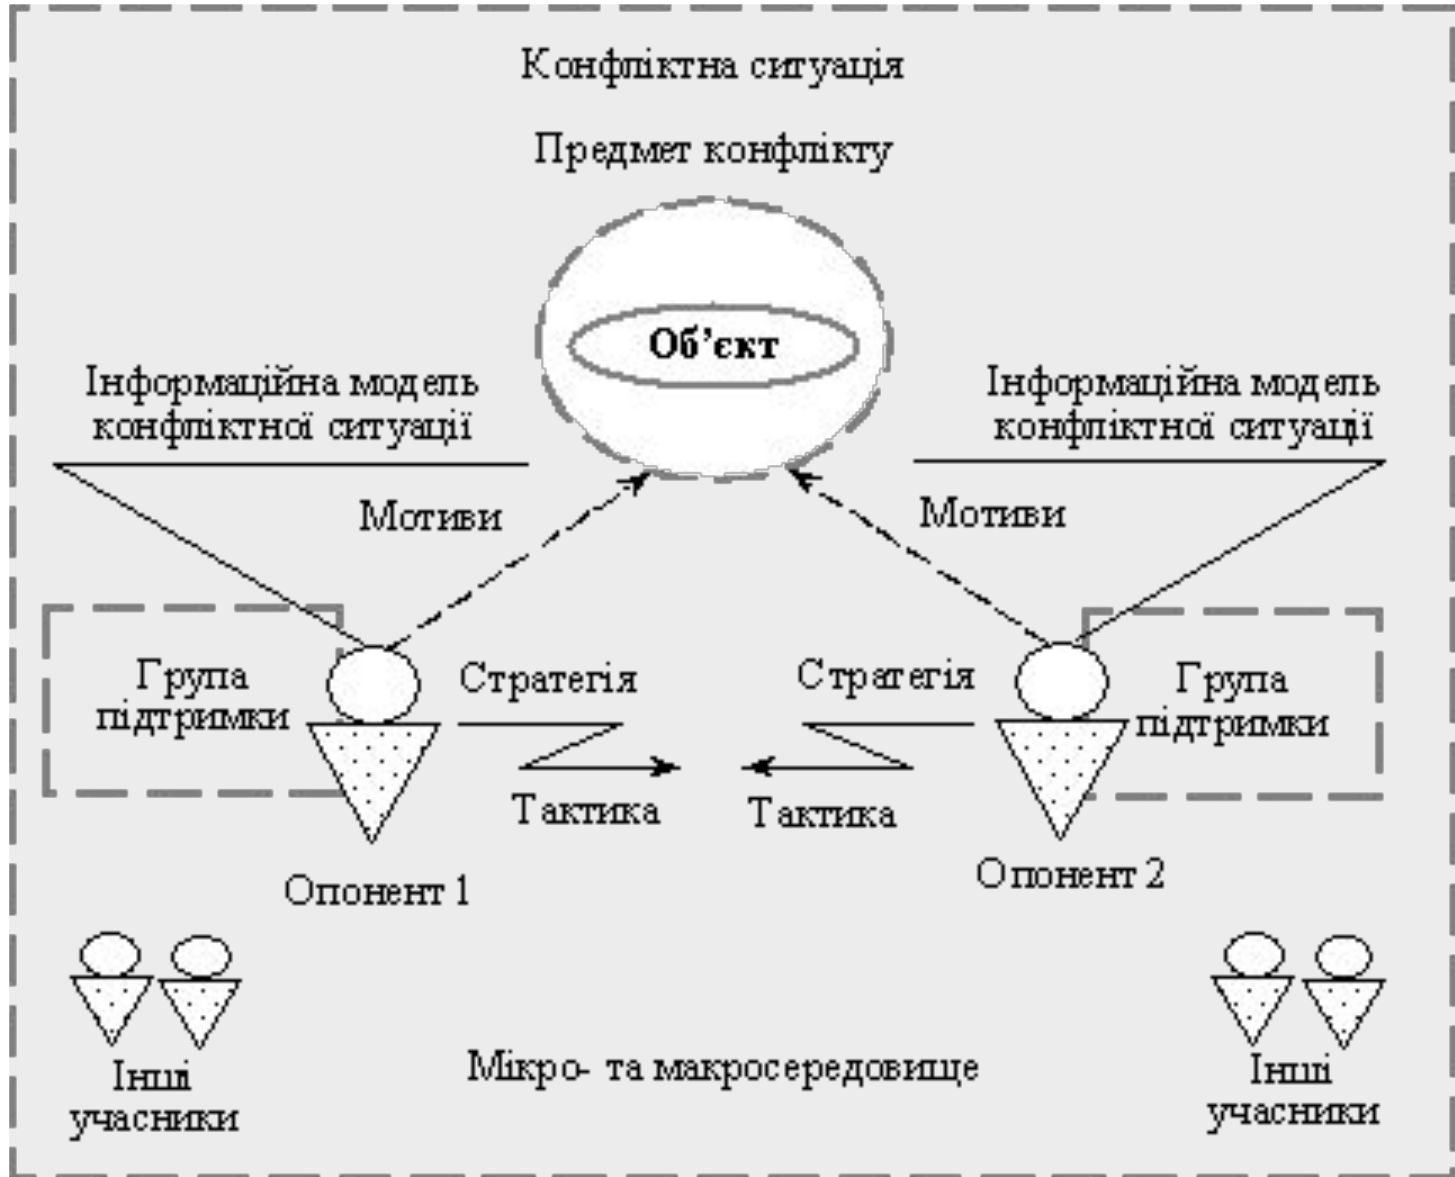 Конфліктна ситуація
Предмет конфлікту
Об’єкт
Інформаційна модель
конфліктної ситуації
Інформаційна модель
конфліктної ситуації
Мотиви
Мотиви
Група
підтримки
Стратегія
Тактика
Стратегія
Тактика
Група
підтримки
Опонент 1
Опонент 2
Інші
учасники
Мікро- та макросередовище
Інші
учасники